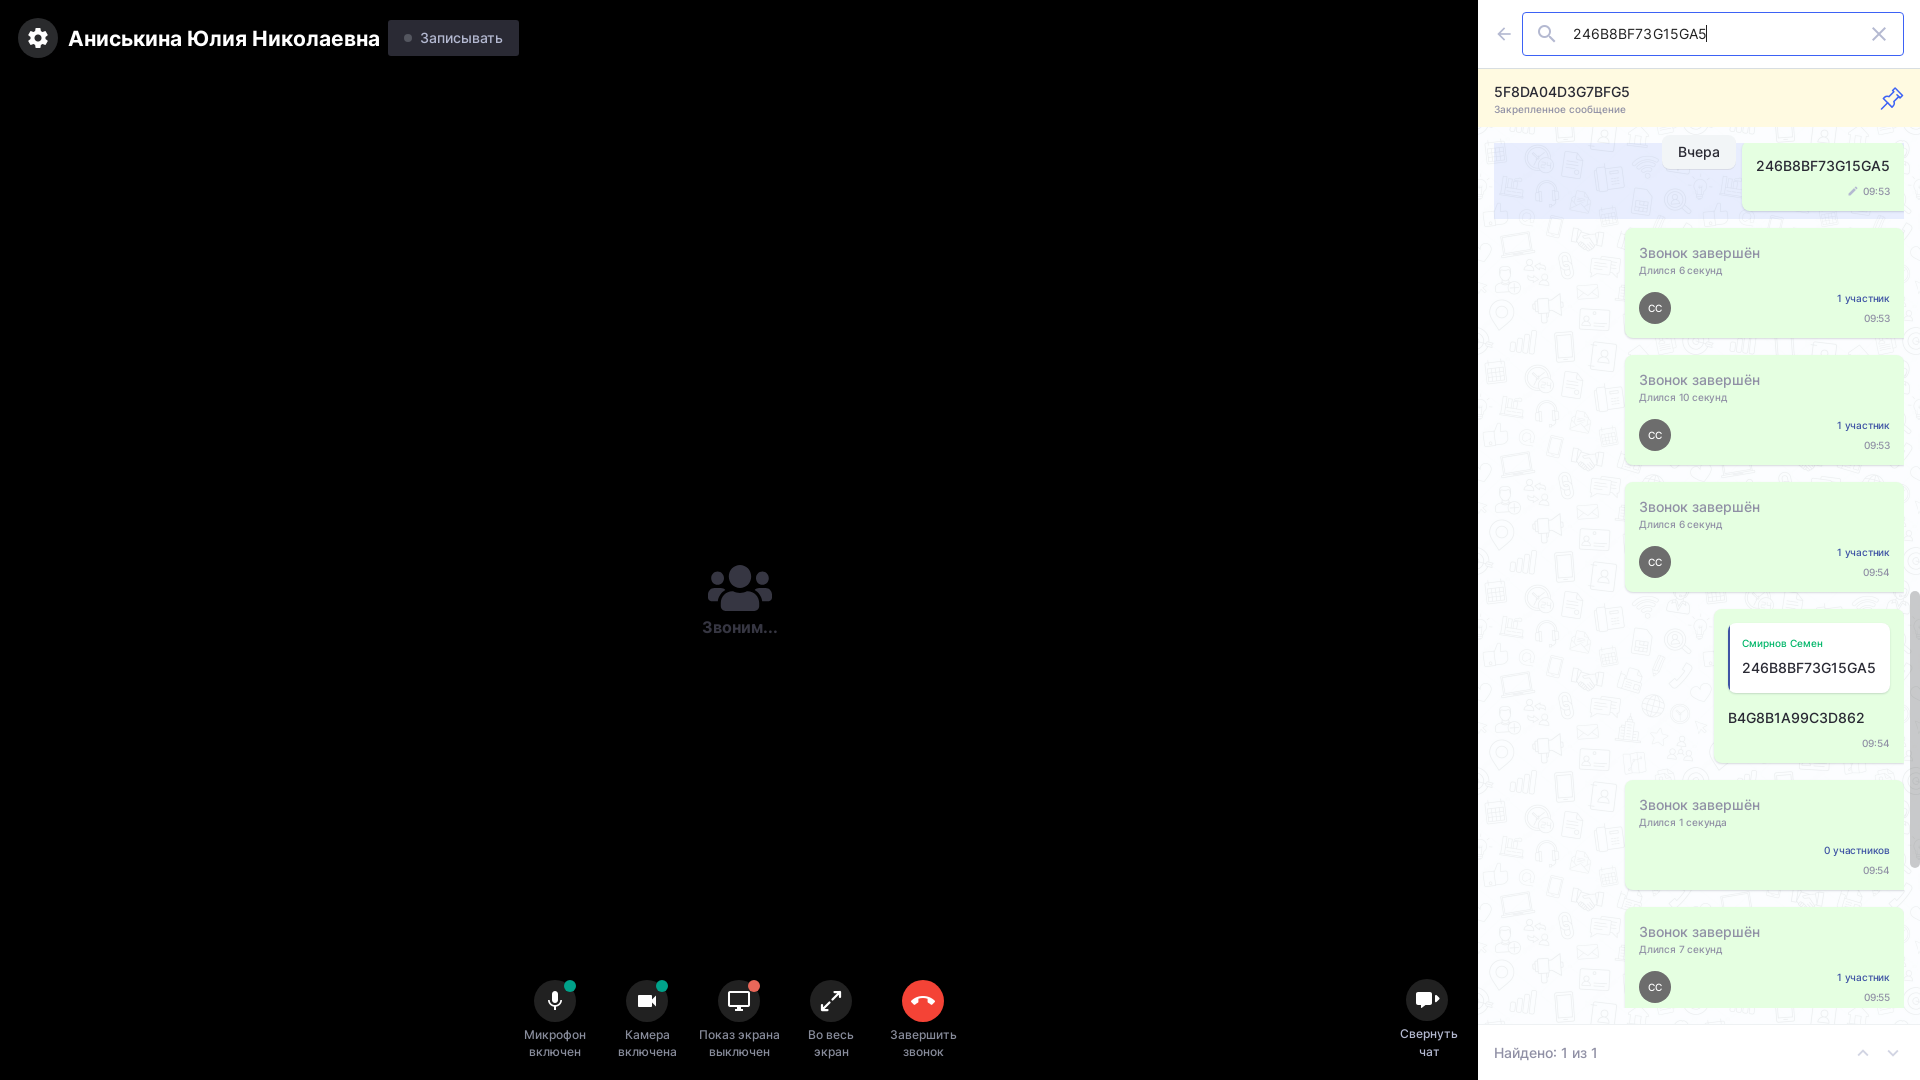 Аниськина Юлия Николаевна
Записывать
Звоним...
Микрофон
включен
Камера
включена
Показ экрана
выключен
Во весь
экран
Завершить
звонок
Свернуть
чат
246B8BF73G15GA5
5F8DA04D3G7BFG5
Закрепленное сообщение
Вчера
246B8BF73G15GA5
09:53
Звонок завершён
Длился 6 секунд
СС
1 участник
09:53
Звонок завершён
Длился 10 секунд
СС
1 участник
09:53
Звонок завершён
Длился 6 секунд
СС
1 участник
09:54
Смирнов Семен
246B8BF73G15GA5
B4G8B1A99C3D862
09:54
Звонок завершён
Длился 1 секунда
0 участников
09:54
Звонок завершён
Длился 7 секунд
СС
1 участник
09:55
Найдено: 1 из 1